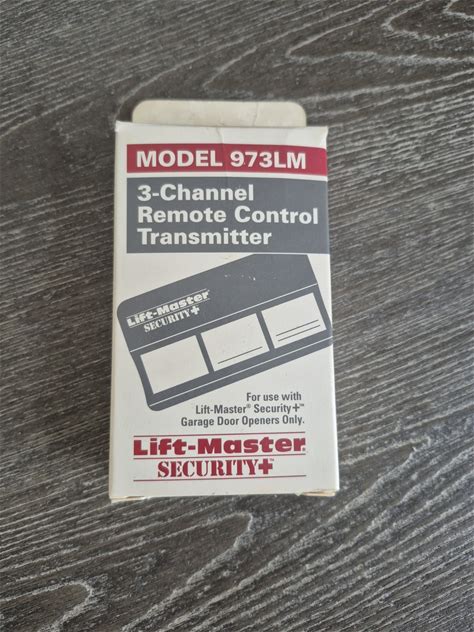 MODEL 973LM
3-Channel
Remote Control
Transmitter
Lift-Master
SECURITY+
For use with
Lift-Master® Security+™
Garage Door Openers Only.
Lift-Master®
SECURITY+™